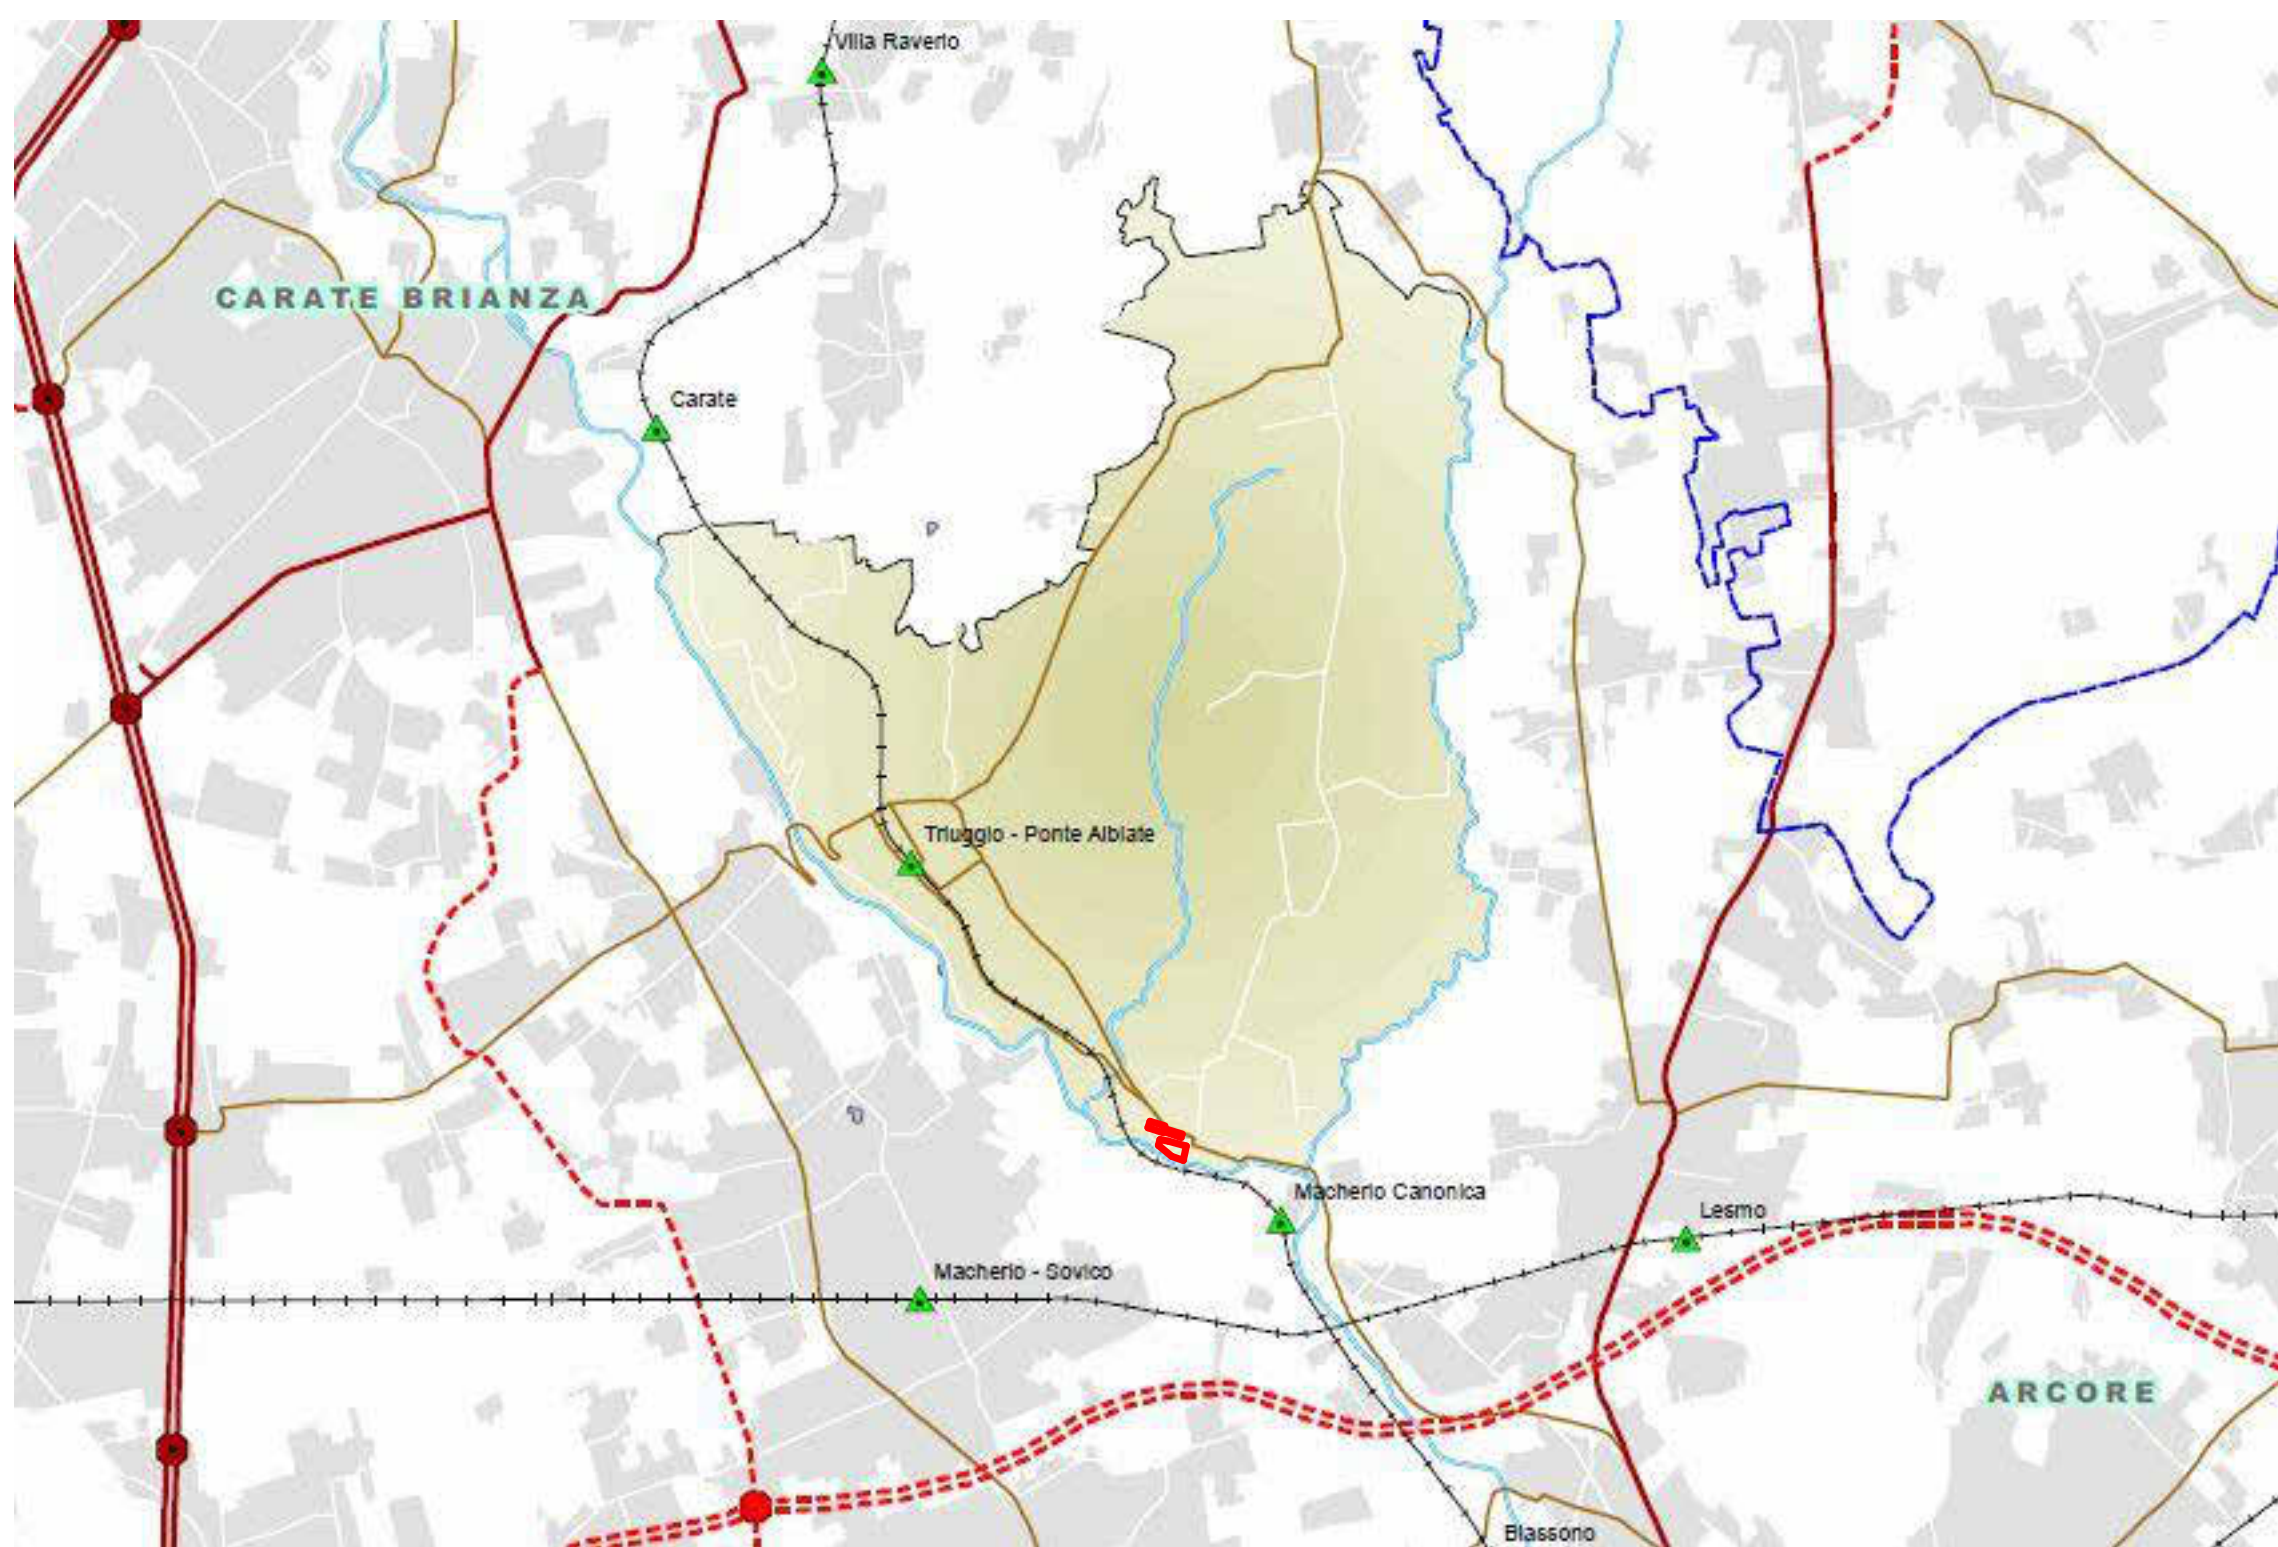 Villa Raverio
CARATE BRIANZA
Carate
Triuggio - Ponte Albiate
Macherio Canonica
Lesmo
Macherio - Sovico
ARCORE
Biassono